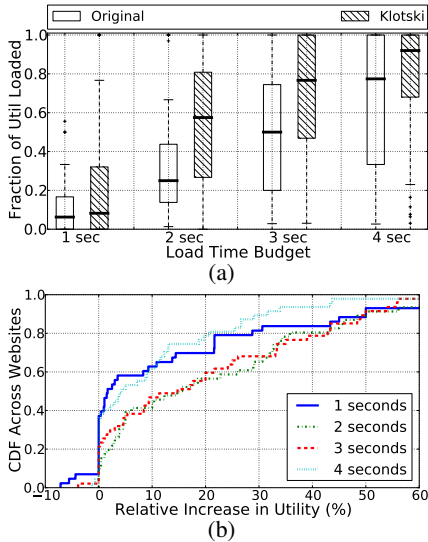 Original Klotski
Fraction of Util Loaded
1.0
0.8
0.6
0.4
0.2
0.0
1 sec 2 sec 3 sec 4 sec
Load Time Budget
(a)
CDF Across Websites
1.0
0.8
0.6
0.4
0.2
0.0
1 seconds
2 seconds
3 seconds
4 seconds
−10 0 10 20 30 40 50 60
Relative Increase in Utility (%)
(b)